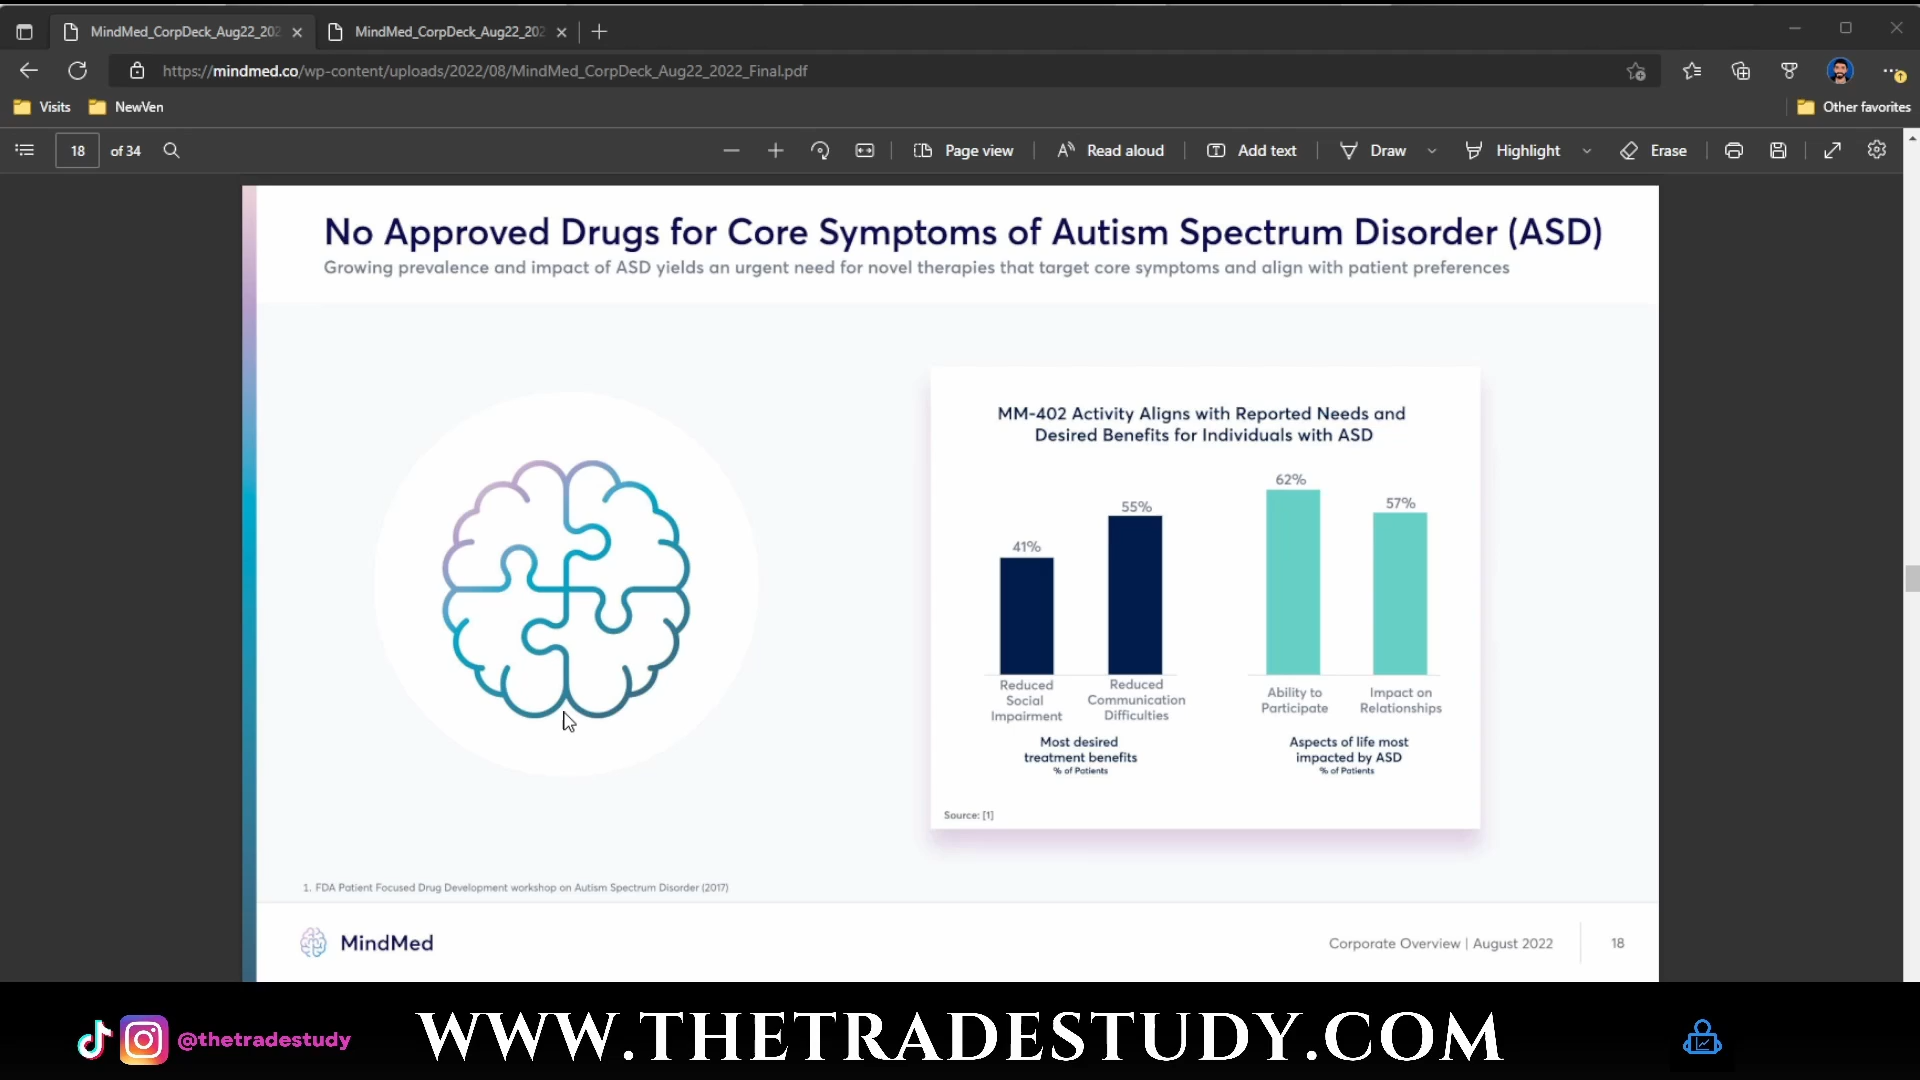 MindMed_CorpDeck_Aug22_202
MindMed_CorpDeck_Aug22_202
https://mindmed.co/wp-content/uploads/2022/08/MindMed_CorpDeck_Aug22_2022_Final.pdf
Visits
NewVen
Other favorites
18
of 34
Page view
Read aloud
Add text
Draw
Highlight
Erase
No Approved Drugs for Core Symptoms of Autism Spectrum Disorder (ASD)
Growing prevalence and impact of ASD yields an urgent need for novel therapies that target core symptoms and align with patient preferences
MM-402 Activity Aligns with Reported Needs and
Desired Benefits for Individuals with ASD
41%
55%
62%
57%
Reduced
Social
Impairment
Reduced
Communication
Difficulties
Ability to
Participate
Impact on
Relationships
Most desired
treatment benefits
% of Patients
Aspects of life most
impacted by ASD
% of Patients
Source: [1]
1. FDA Patient Focused Drug Development workshop on Autism Spectrum Disorder (2017)
MindMed
Corporate Overview | August 2022
18
@thetradestudy
WWW.THETRADESTUDY.COM